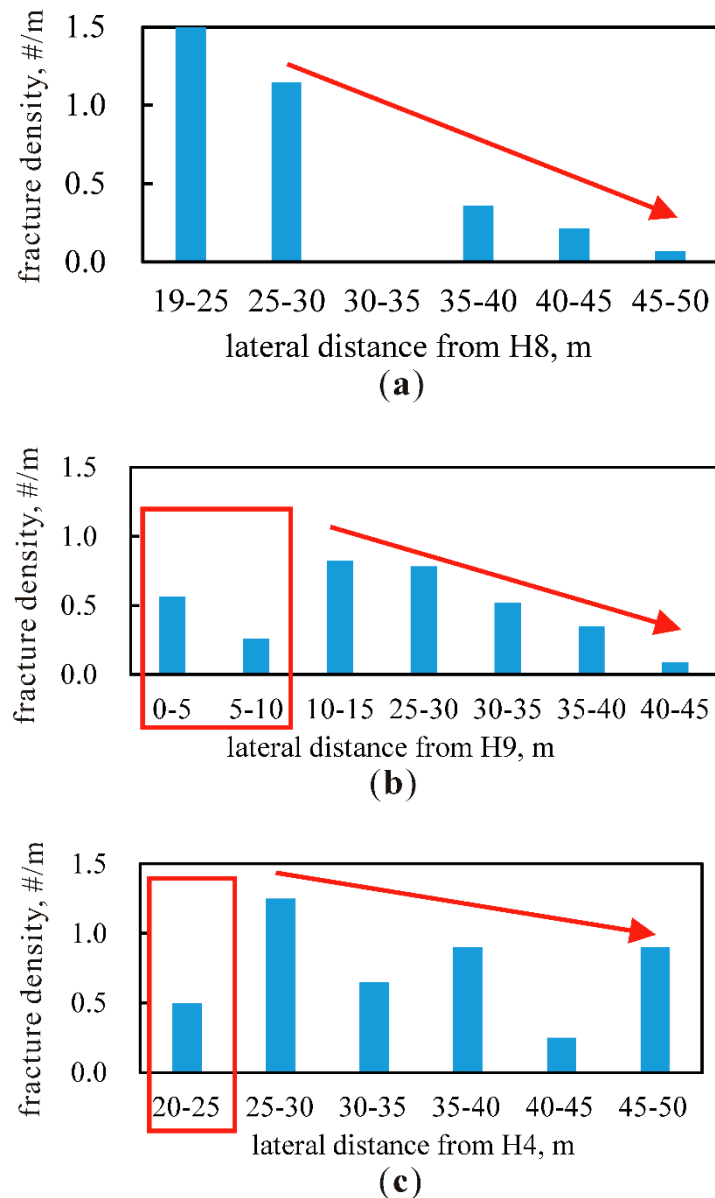 fracture density, #/m
1.5
1.0
0.5
0.0
19-25 25-30 30-35 35-40 40-45 45-50
lateral distance from H8, m
(a)
fracture density, #/m
1.5
1.0
0.5
0.0
0-5 5-10 10-15 25-30 30-35 35-40 40-45
lateral distance from H9, m
(b)
fracture density, #/m
1.5
1.0
0.5
0.0
20-25 25-30 30-35 35-40 40-45 45-50
lateral distance from H4, m
(c)